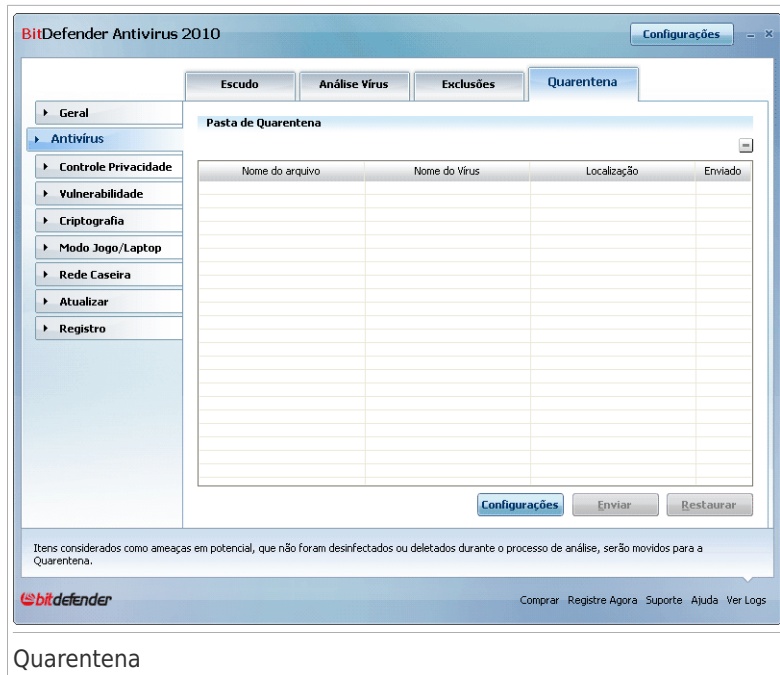 BitDefender Antivirus 2010
Configurações
Escudo
Análise Vírus
Exclusões
Quarentena
Geral
Antivírus
Controle Privacidade
Vulnerabilidade
Criptografia
Modo Jogo/Laptop
Rede Caseira
Atualizar
Registro
Pasta de Quarentena
Nome do arquivo Nome do Vírus Localização Enviado
Configurações Enviar Restaurar
Itens considerados como ameaças em potencial, que não foram desinfectados ou deletados durante o processo de análise, serão movidos para a
Quarentena.
bitdefender
Comprar Registre Agora Suporte Ajuda Ver Logs
Quarentena